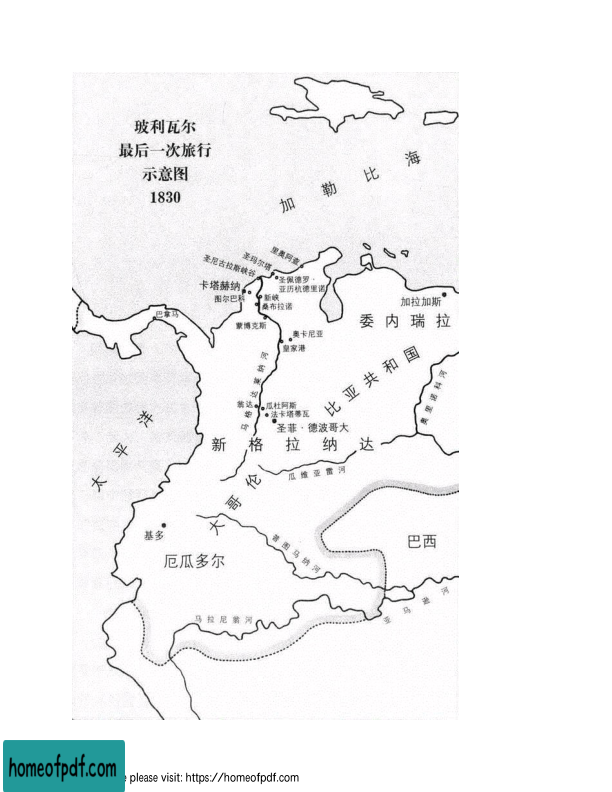 玻利瓦尔
最后一次旅行
示意图
1830
加勒比海
里奥阿查
圣玛尔塔
圣尼古拉斯峡谷
圣佩德罗·
亚历杭德里诺
卡塔赫纳
图尔巴科
新峡
桑布拉诺
加拉加斯
巴拿马
蒙博克斯
委内瑞拉
奥卡尼亚
皇家港
马格达莱纳河
大哥伦比亚共和国
奥里诺科河
翁达
瓜杜阿斯
法卡塔蒂瓦
圣菲·德波哥大
太平洋
新格拉纳达
瓜维亚雷河
基多
普图马约河
巴西
厄瓜多尔
马拉尼翁河
亚马逊河
homeofpdf.com
e please visit: https://homeofpdf.com